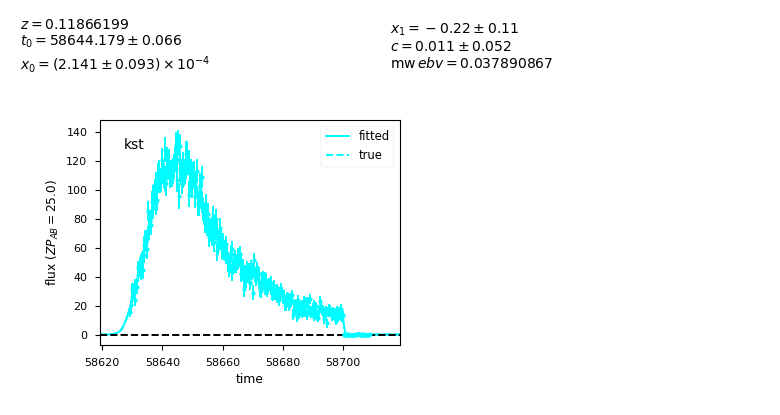 z = 0.11866199
t₀ = 58644.179 ± 0.066
x₀ = (2.141 ± 0.093) × 10⁻⁴
x₁ = −0.22 ± 0.11
c = 0.011 ± 0.052
mw ebv = 0.037890867
kst
fitted
true
140
120
100
80
60
40
20
0
flux (ZP_AB = 25.0)
58620 58640 58660 58680 58700
time